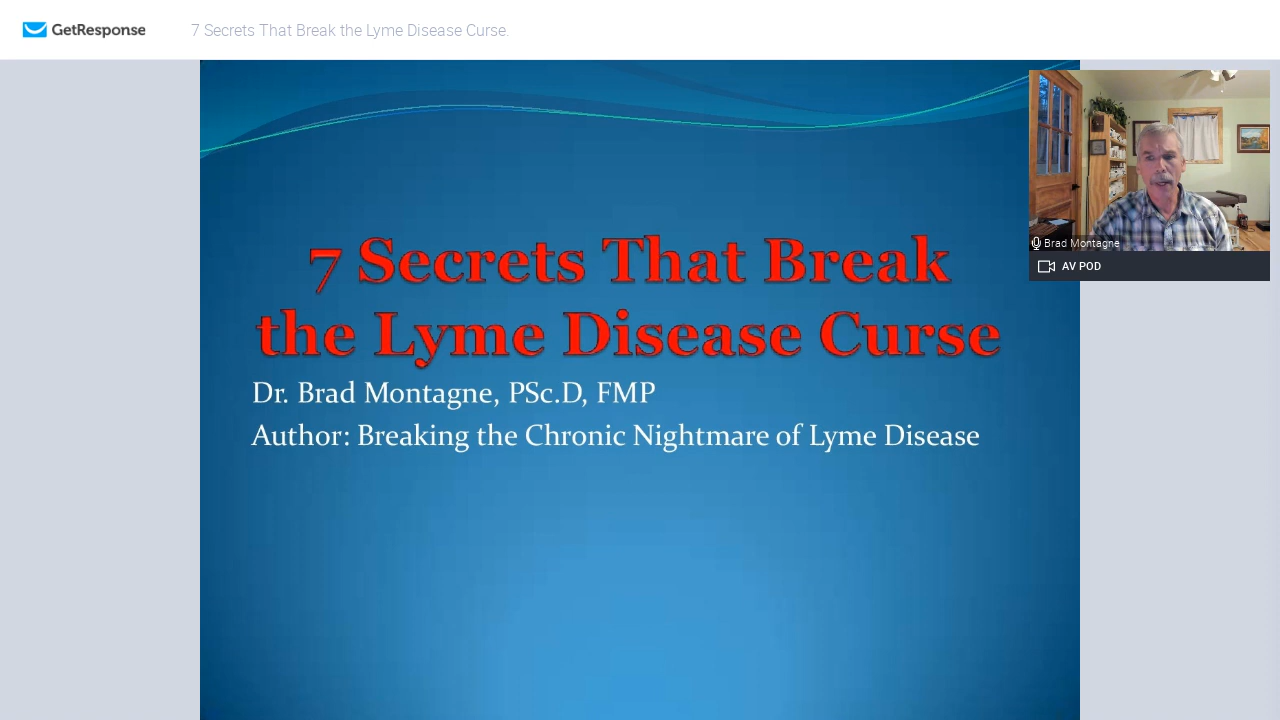 GetResponse
7 Secrets That Break the Lyme Disease Curse.
7 Secrets That Break
the Lyme Disease Curse
Dr. Brad Montagne, PSc.D, FMP
Author: Breaking the Chronic Nightmare of Lyme Disease
Brad Montagne
AV POD